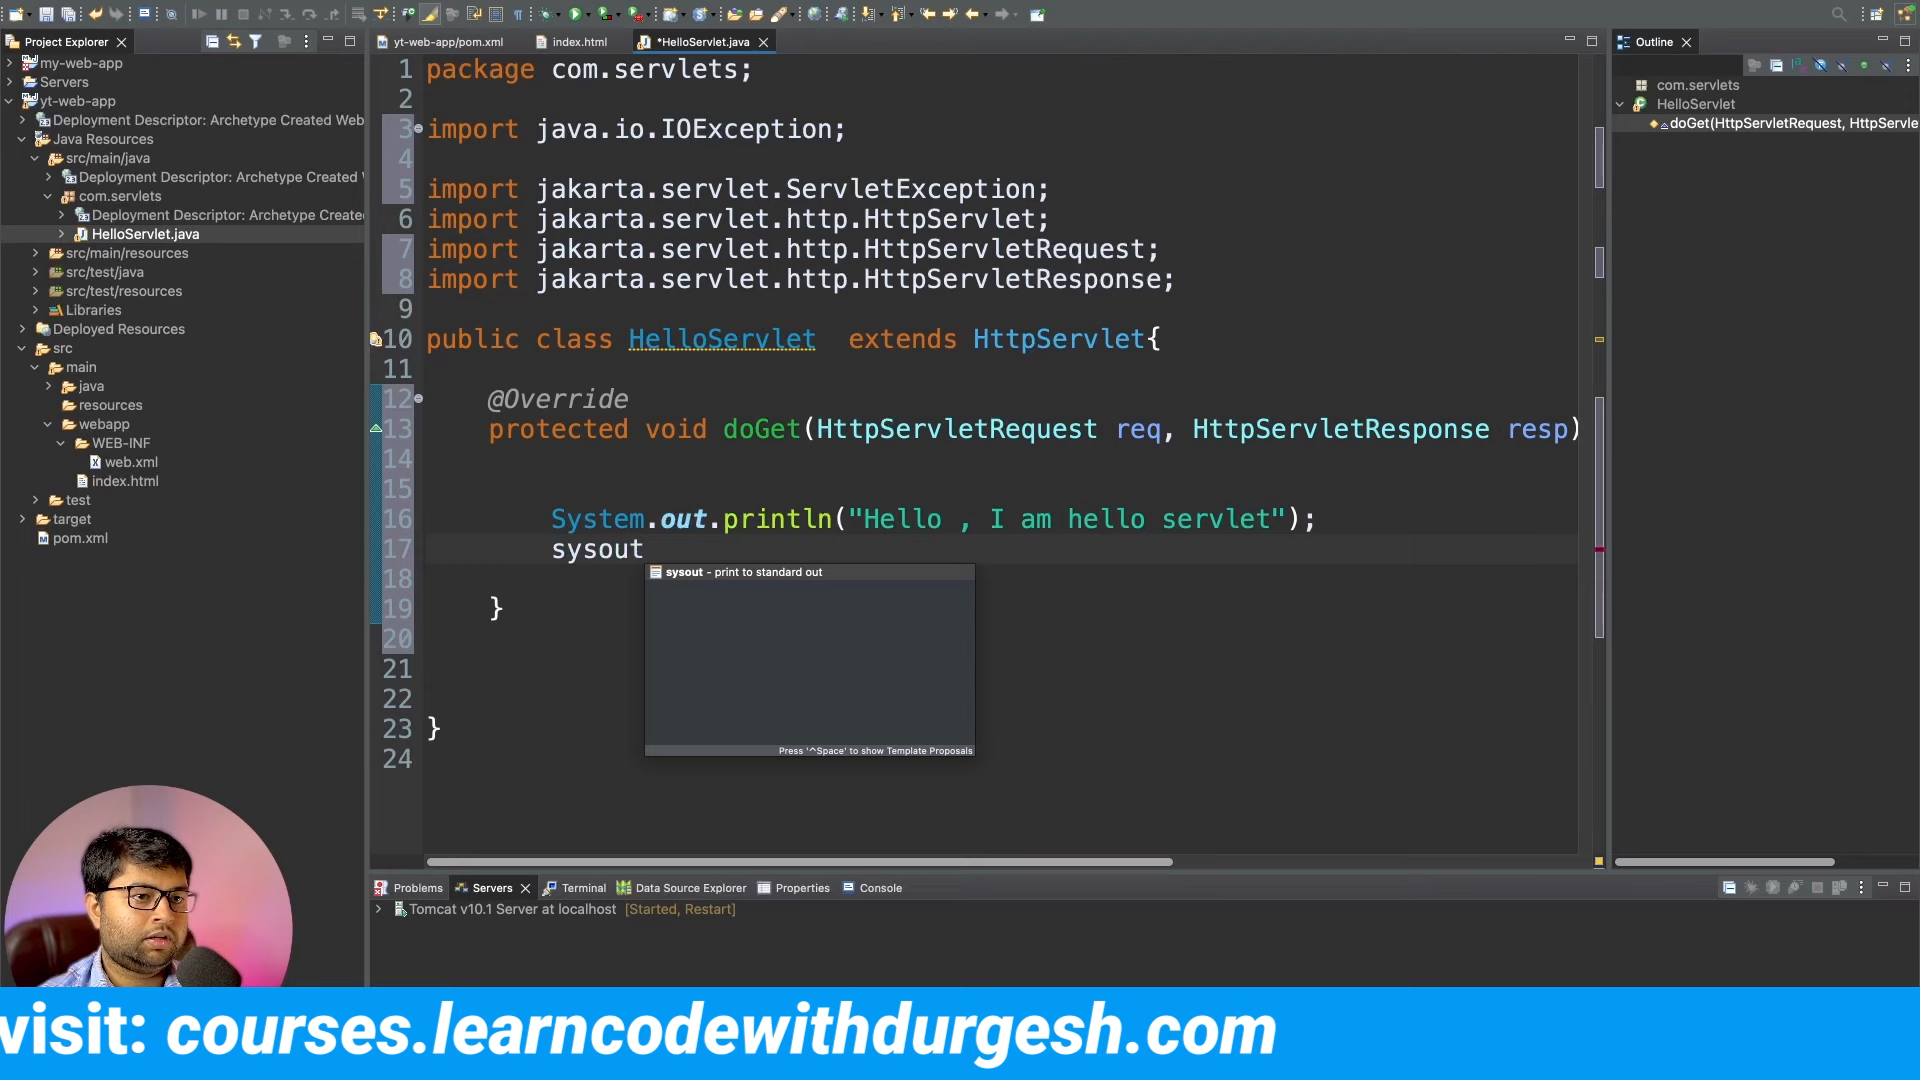 Project Explorer
yt-web-app/pom.xml
index.html
*HelloServlet.java
Outline
my-web-app
Servers
yt-web-app
Deployment Descriptor: Archetype Created Web
Java Resources
src/main/java
Deployment Descriptor: Archetype Created
com.servlets
Deployment Descriptor: Archetype Create
HelloServlet.java
src/main/resources
src/test/java
src/test/resources
Libraries
Deployed Resources
src
main
java
resources
webapp
WEB-INF
web.xml
index.html
test
target
pom.xml
1 package com.servlets;
2
3 import java.io.IOException;
4
5 import jakarta.servlet.ServletException;
6 import jakarta.servlet.http.HttpServlet;
7 import jakarta.servlet.http.HttpServletRequest;
8 import jakarta.servlet.http.HttpServletResponse;
9
10 public class HelloServlet  extends HttpServlet{
11
12 @Override
13 protected void doGet(HttpServletRequest req, HttpServletResponse resp)
14
15
16 System.out.println("Hello , I am hello servlet");
17 sysout
18
19 }
20
21
22
23 }
24
sysout - print to standard out
Press '^Space' to show Template Proposals
com.servlets
HelloServlet
doGet(HttpServletRequest, HttpServle
Problems
Servers
Terminal
Data Source Explorer
Properties
Console
Tomcat v10.1 Server at localhost [Started, Restart]
visit: courses.learncodewithdurgesh.com